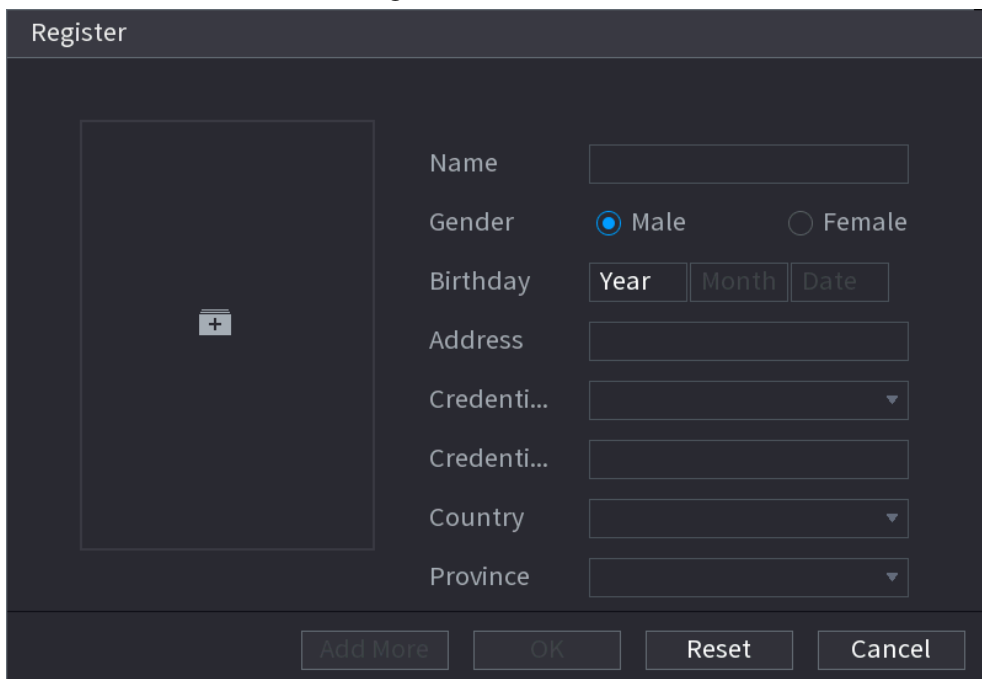 Register
Name
Gender Male Female
Birthday Year Month Date
Address
Credenti...
Credenti...
Country
Province
Add More OK Reset Cancel